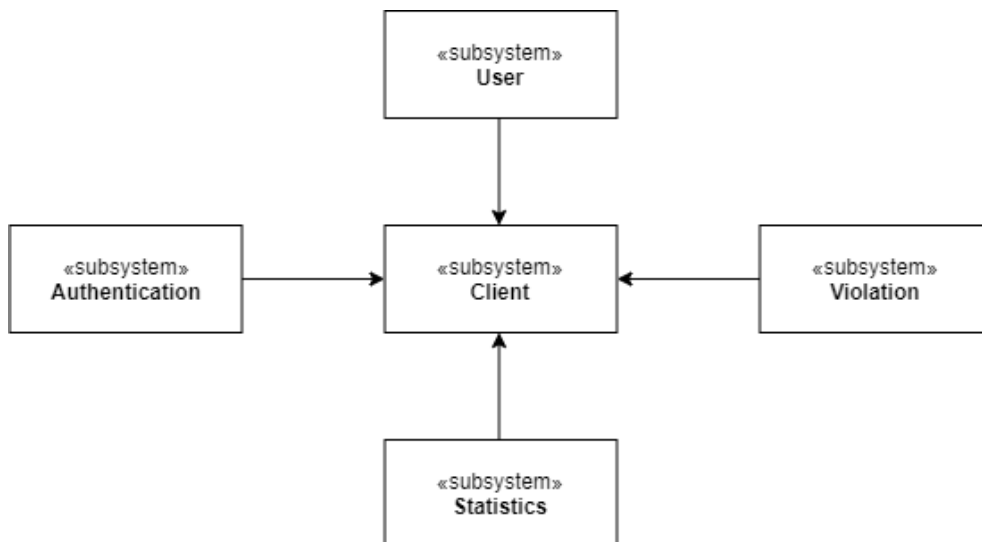 «subsystem»
User
«subsystem»
Authentication
«subsystem»
Client
«subsystem»
Violation
«subsystem»
Statistics